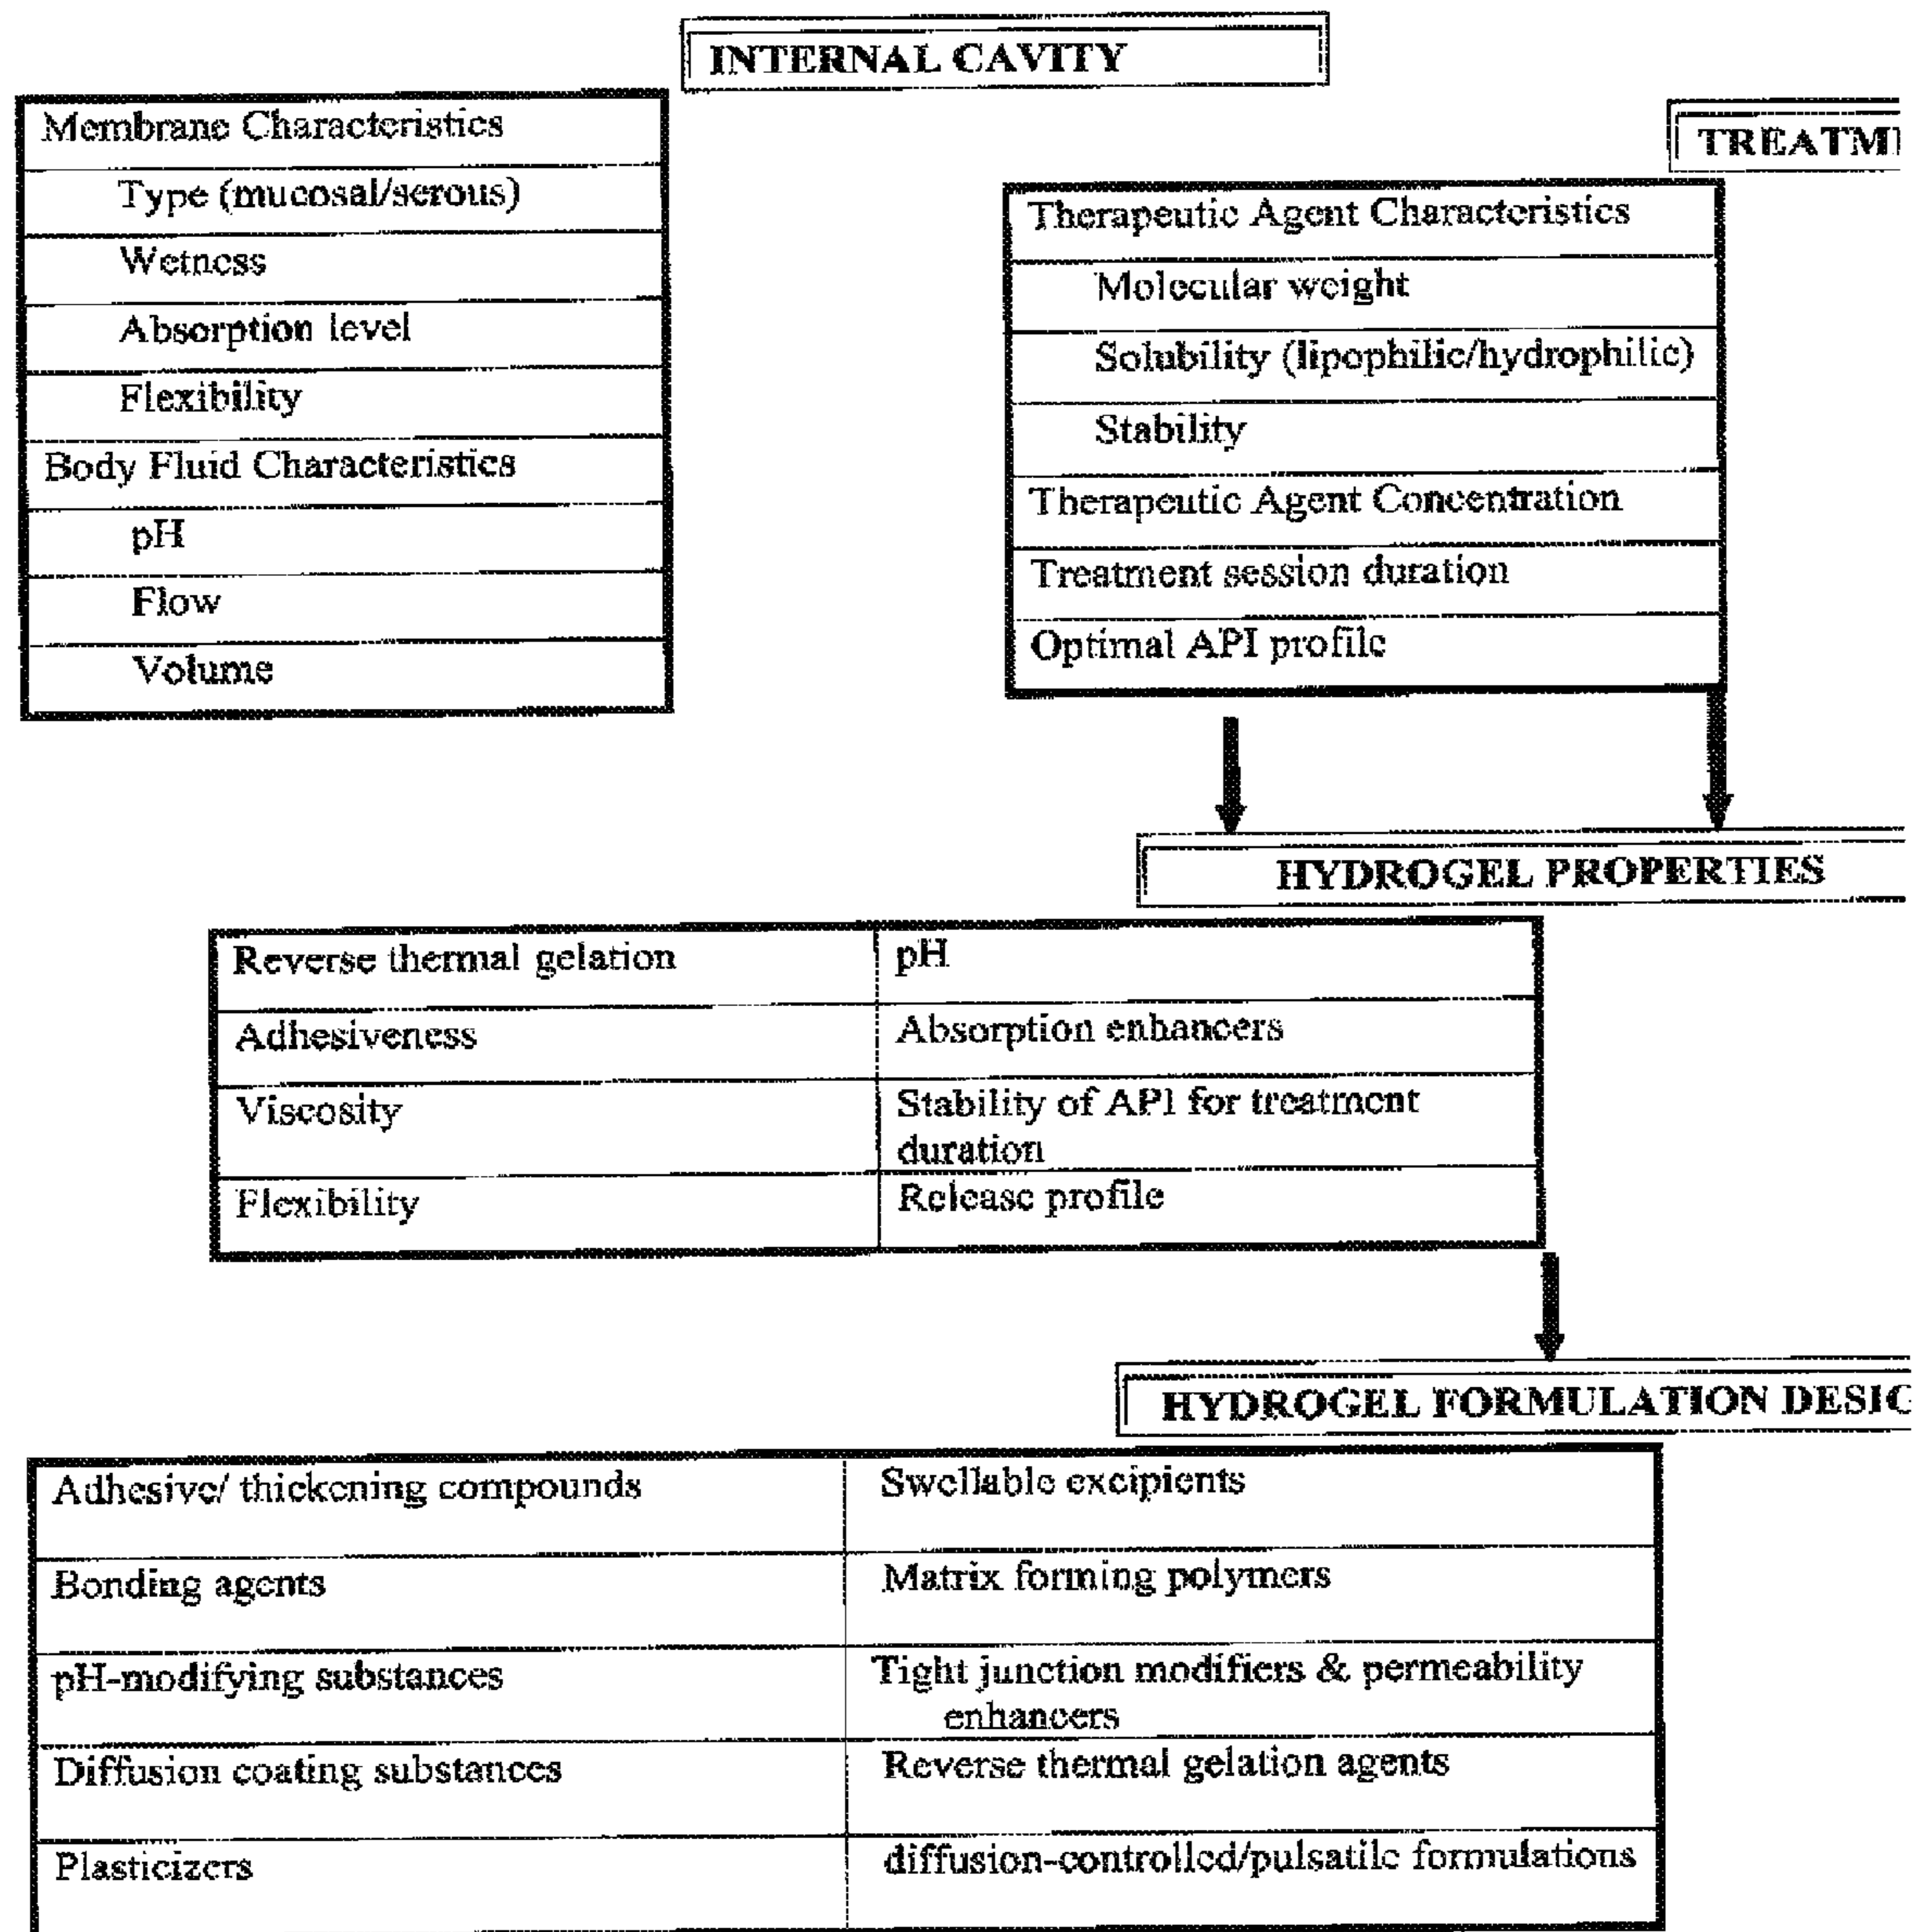 INTERNAL CAVITY
Membrane Characteristics
Type (mucosal/serous)
Wetness
Absorption level
Flexibility
Body Fluid Characteristics
pH
Flow
Volume
TREATM
Therapeutic Agent Characteristics
Molecular weight
Solubility (lipophilic/hydrophilic)
Stability
Therapeutic Agent Concentration
Treatment session duration
Optimal API profile
HYDROGEL PROPERTIES
Reverse thermal gelation
pH
Adhesiveness
Absorption enhancers
Viscosity
Stability of API for treatment
duration
Flexibility
Release profile
HYDROGEL FORMULATION DESIG
Adhesive/ thickening compounds
Swellable excipients
Bonding agents
Matrix forming polymers
pH-modifying substances
Tight junction modifiers & permeability
enhancers
Diffusion coating substances
Reverse thermal gelation agents
Plasticizers
diffusion-controlled/pulsatile formulations